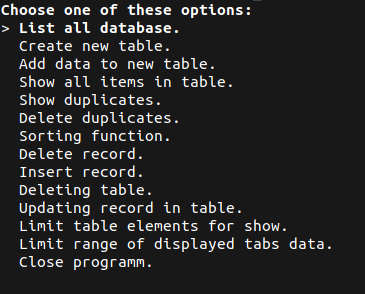 Choose one of these options:
> List all database.
Create new table.
Add data to new table.
Show all items in table.
Show duplicates.
Delete duplicates.
Sorting function.
Delete record.
Insert record.
Deleting table.
Updating record in table.
Limit table elements for show.
Limit range of displayed tabs data.
Close programm.